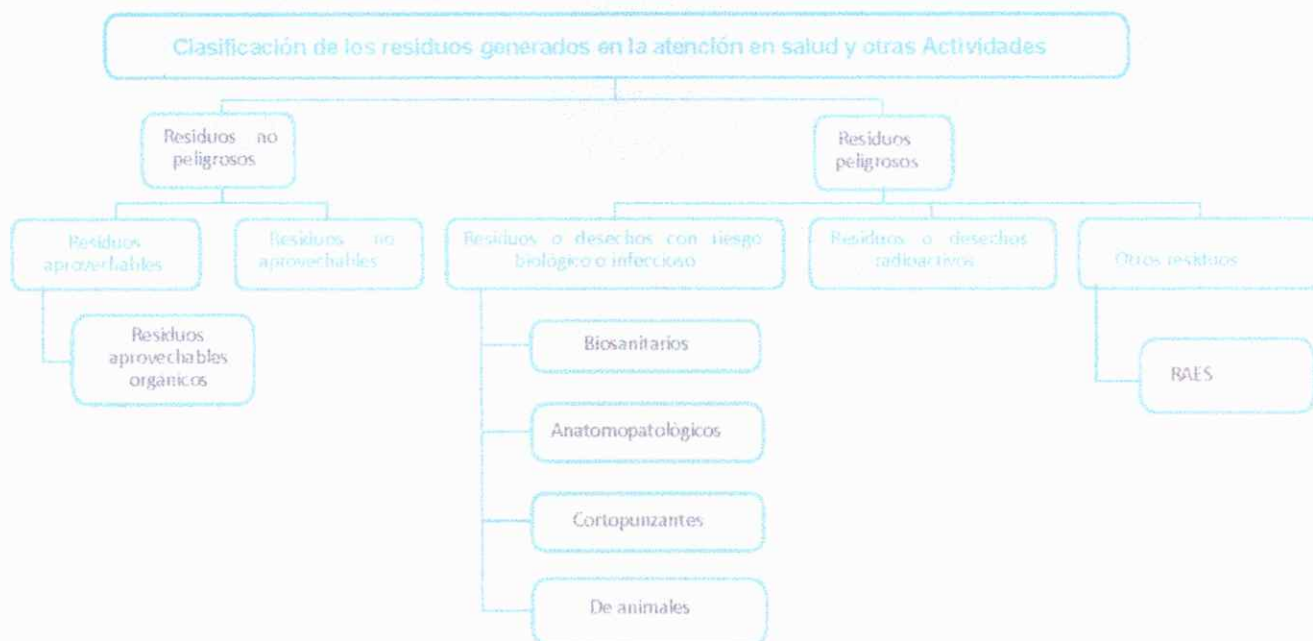 Clasificación de los residuos generados en la atención en salud y otras Actividades
Residuos no
peligrosos
Residuos
peligrosos
Residuos
aprovechables
Residuos no
aprovechables
Residuos o desechos con riesgo
biológico o infeccioso
Residuos o desechos
radioactivos
Otros residuos
Residuos
aprovechables
orgánicos
Biosanitarios
RAES
Anatomopatológicos
Cortopunzantes
De animales